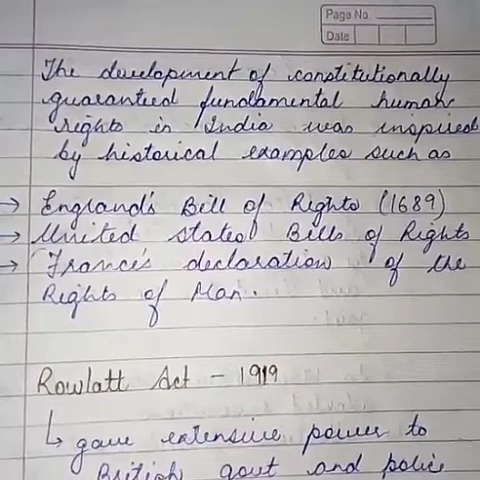 Page No.
Date
The development of constitutionally
guaranteed fundamental human
rights in India was inspired
by historical examples such as
→ England's Bill of Rights (1689)
→ United states Bills of Rights
→ France's declaration of the
Rights of Man.
Rowlatt Act - 1919
↳ gave extensive power to
British govt and police